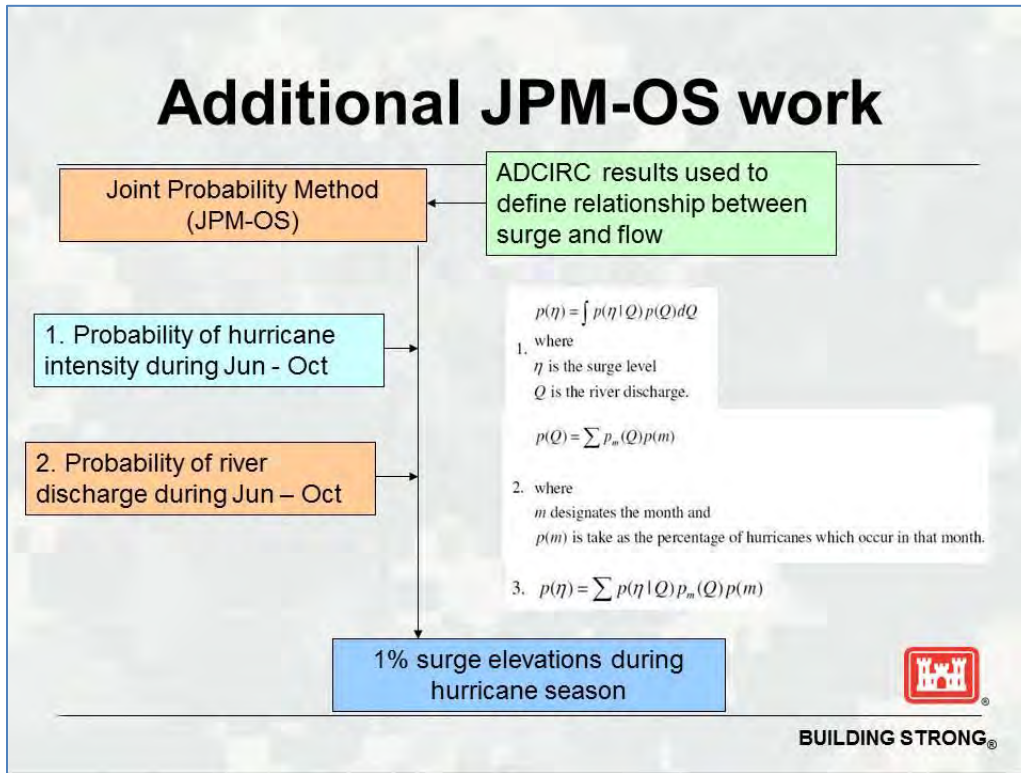 Additional JPM-OS work
Joint Probability Method
(JPM-OS)
ADCIRC results used to
define relationship between
surge and flow
1. Probability of hurricane
intensity during Jun - Oct
2. Probability of river
discharge during Jun – Oct
p(η) = ∫ p(η | Q) p(Q)dQ
1. where
η is the surge level
Q is the river discharge.
p(Q) = ∑ pₘ(Q)p(m)
2. where
m designates the month and
p(m) is take as the percentage of hurricanes which occur in that month.
3. p(η) = ∑ p(η | Q) pₘ(Q) p(m)
1% surge elevations during
hurricane season
®
BUILDING STRONG®